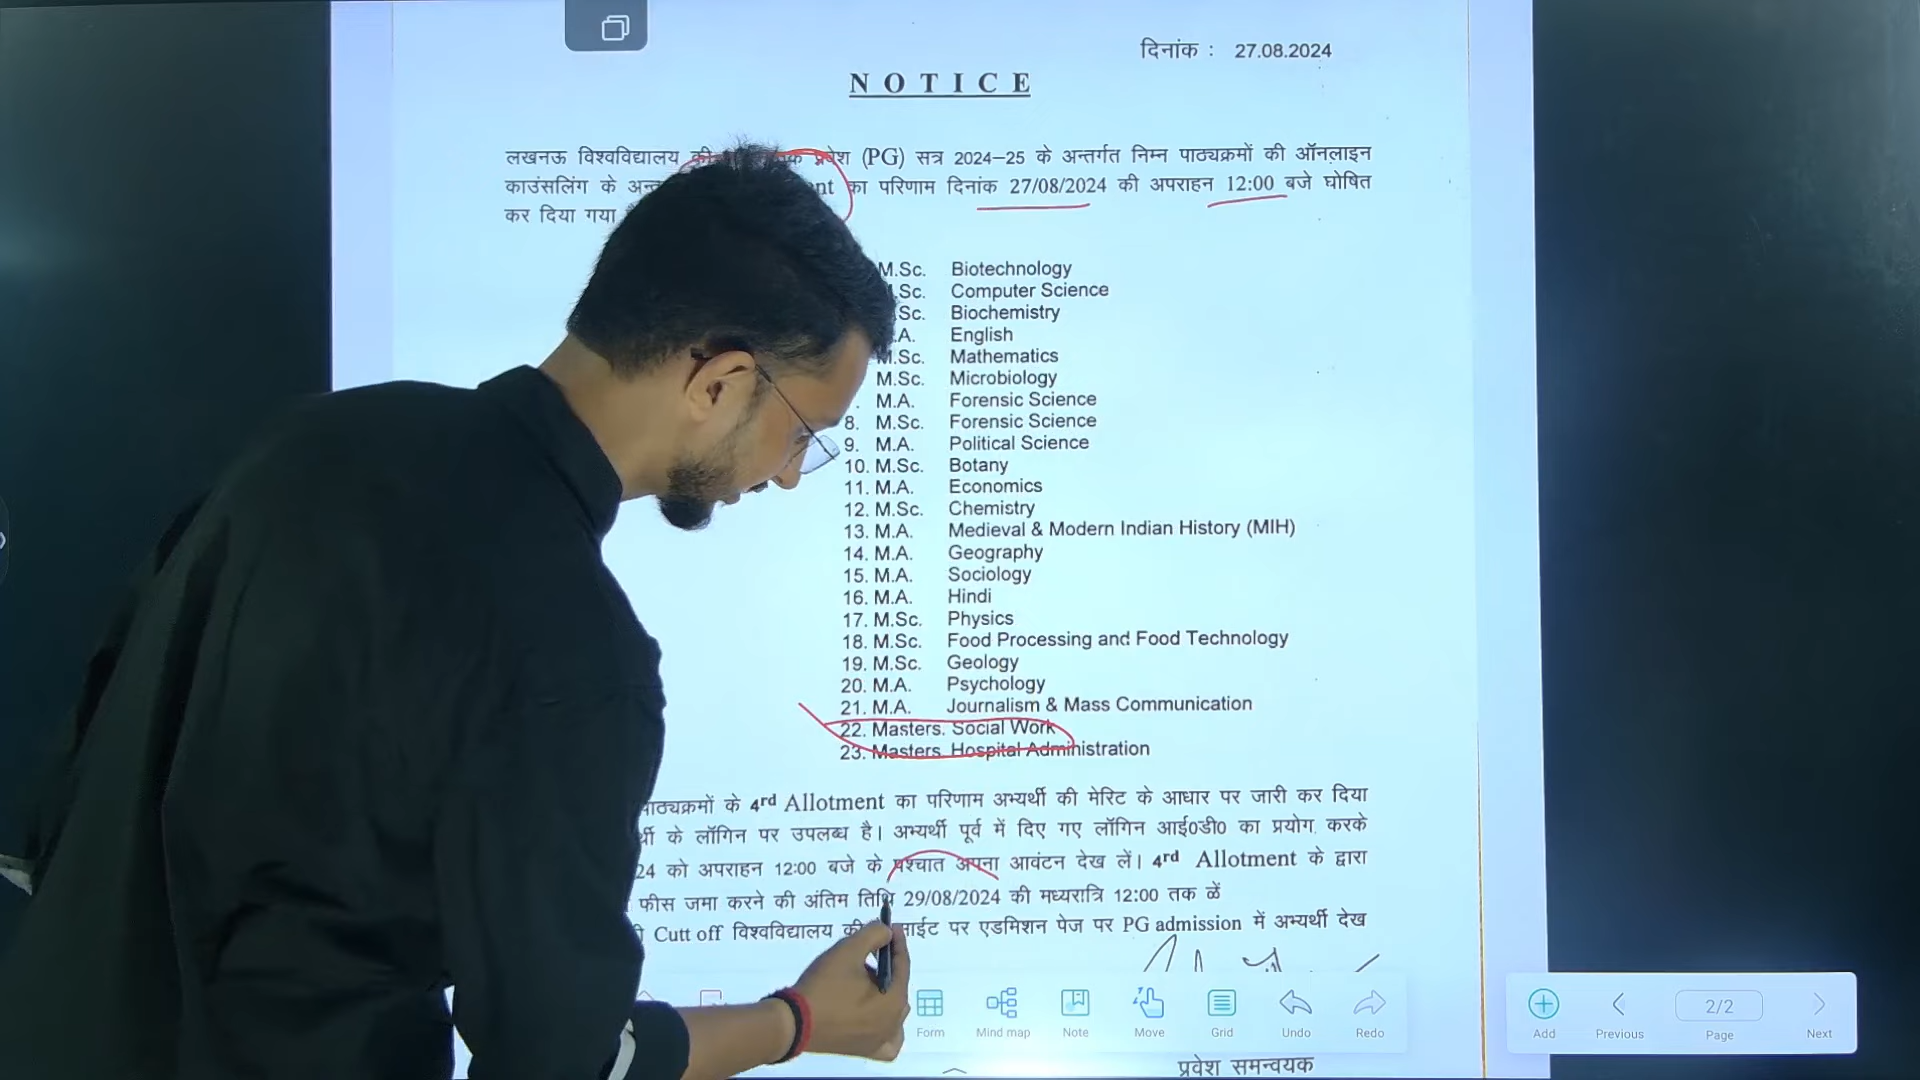 दिनांक : 27.08.2024
NOTICE
लखनऊ विश्वविद्यालय की प्रवेश (PG) सत्र 2024–25 के अन्तर्गत निम्न पाठ्यक्रमों की ऑनलाइन
काउंसलिंग के का परिणाम दिनांक 27/08/2024 की अपराहन 12:00 बजे घोषित
कर दिया गया
M.Sc. Biotechnology
Sc. Computer Science
Sc. Biochemistry
A. English
M.Sc. Mathematics
M.Sc. Microbiology
. M.A. Forensic Science
8. M.Sc. Forensic Science
9. M.A. Political Science
10. M.Sc. Botany
11. M.A. Economics
12. M.Sc. Chemistry
13. M.A. Medieval & Modern Indian History (MIH)
14. M.A. Geography
15. M.A. Sociology
16. M.A. Hindi
17. M.Sc. Physics
18. M.Sc. Food Processing and Food Technology
19. M.Sc. Geology
20. M.A. Psychology
21. M.A. Journalism & Mass Communication
22. Masters. Social Work
23. Masters. Hospital Administration
पाठ्यक्रमों के 4rd Allotment का परिणाम अभ्यर्थी की मेरिट के आधार पर जारी कर दिया
के लॉगिन पर उपलब्ध है। अभ्यर्थी पूर्व में दिए गए लॉगिन आई0डी0 का प्रयोग करके
24 को अपराहन 12:00 बजे के पश्चात अपना आवंटन देख लें। 4rd Allotment के द्वारा
फीस जमा करने की अंतिम तिथि 29/08/2024 की मध्यरात्रि 12:00 तक ळें
Cutt off विश्वविद्यालय की साईट पर एडमिशन पेज पर PG admission में अभ्यर्थी देख
Form Mind map Note Move Grid Undo Redo
Add Previous 2/2 Page Next
प्रवेश समन्वयक